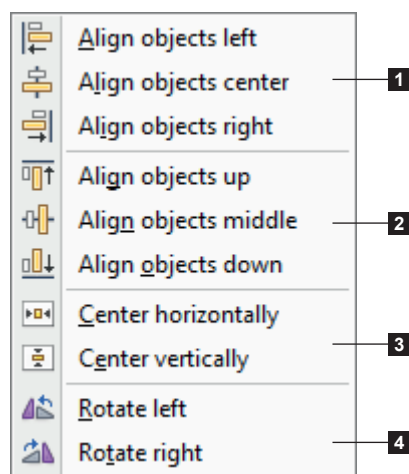 Align objects left
Align objects center
1
Align objects right
Align objects up
Align objects middle
2
Align objects down
Center horizontally
3
Center vertically
Rotate left
4
Rotate right